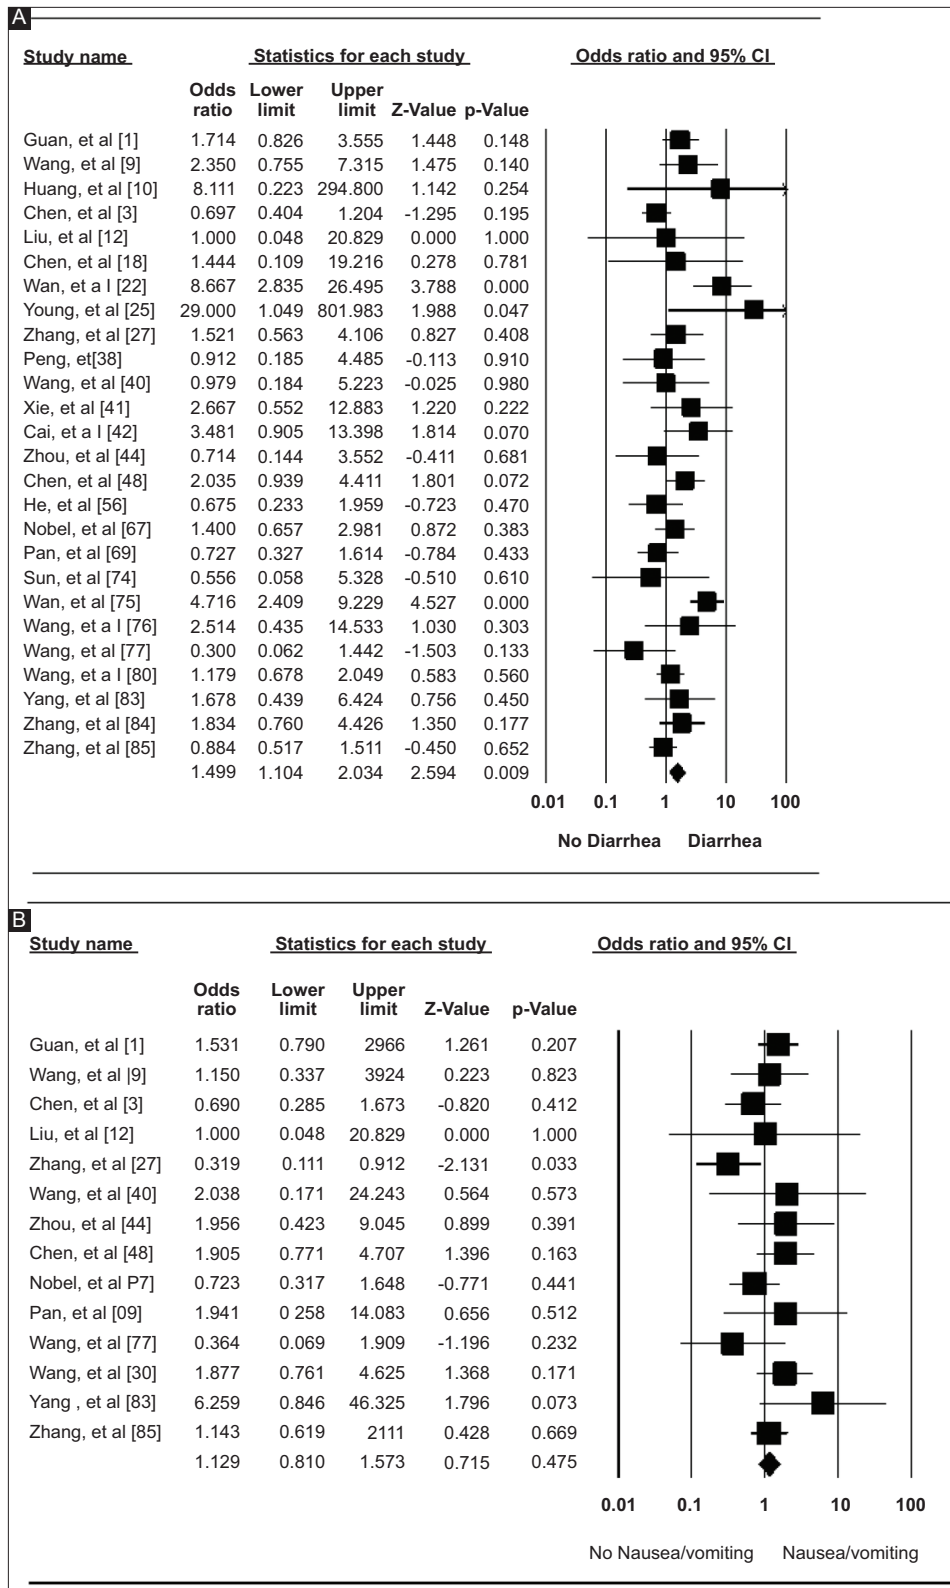 A
Study name Statistics for each study Odds ratio and 95% CI
Odds Lower Upper
ratio limit limit Z-Value p-Value
Guan, et al [1] 1.714 0.826 3.555 1.448 0.148
Wang, et al [9] 2.350 0.755 7.315 1.475 0.140
Huang, et al [10] 8.111 0.223 294.800 1.142 0.254
Chen, et al [3] 0.697 0.404 1.204 -1.295 0.195
Liu, et al [12] 1.000 0.048 20.829 0.000 1.000
Chen, et al [18] 1.444 0.109 19.216 0.278 0.781
Wan, et a l [22] 8.667 2.835 26.495 3.788 0.000
Young, et al [25] 29.000 1.049 801.983 1.988 0.047
Zhang, et al [27] 1.521 0.563 4.106 0.827 0.408
Peng, et[38] 0.912 0.185 4.485 -0.113 0.910
Wang, et al [40] 0.979 0.184 5.223 -0.025 0.980
Xie, et al [41] 2.667 0.552 12.883 1.220 0.222
Cai, et a l [42] 3.481 0.905 13.398 1.814 0.070
Zhou, et al [44] 0.714 0.144 3.552 -0.411 0.681
Chen, et al [48] 2.035 0.939 4.411 1.801 0.072
He, et al [56] 0.675 0.233 1.959 -0.723 0.470
Nobel, et al [67] 1.400 0.657 2.981 0.872 0.383
Pan, et al [69] 0.727 0.327 1.614 -0.784 0.433
Sun, et al [74] 0.556 0.058 5.328 -0.510 0.610
Wan, et al [75] 4.716 2.409 9.229 4.527 0.000
Wang, et a l [76] 2.514 0.435 14.533 1.030 0.303
Wang, et al [77] 0.300 0.062 1.442 -1.503 0.133
Wang, et a l [80] 1.179 0.678 2.049 0.583 0.560
Yang, et al [83] 1.678 0.439 6.424 0.756 0.450
Zhang, et al [84] 1.834 0.760 4.426 1.350 0.177
Zhang, et al [85] 0.884 0.517 1.511 -0.450 0.652
1.499 1.104 2.034 2.594 0.009
0.01 0.1 1 10 100
No Diarrhea Diarrhea
B
Study name Statistics for each study Odds ratio and 95% CI
Odds Lower Upper
ratio limit limit Z-Value p-Value
Guan, et al [1] 1.531 0.790 2966 1.261 0.207
Wang, et al |9] 1.150 0.337 3924 0.223 0.823
Chen, et al [3] 0.690 0.285 1.673 -0.820 0.412
Liu, et al [12] 1.000 0.048 20.829 0.000 1.000
Zhang, et al [27] 0.319 0.111 0.912 -2.131 0.033
Wang, et al [40] 2.038 0.171 24.243 0.564 0.573
Zhou, et al [44] 1.956 0.423 9.045 0.899 0.391
Chen, et al [48] 1.905 0.771 4.707 1.396 0.163
Nobel, et al P7] 0.723 0.317 1.648 -0.771 0.441
Pan, et al [09] 1.941 0 258 14.083 0.656 0.512
Wang, et al [77] 0.364 0.069 1.909 -1.196 0.232
Wang, et al [30] 1.877 0.761 4.625 1.368 0.171
Yang , et al [83] 6.259 0.846 46.325 1.796 0.073
Zhang, et al [85] 1.143 0.619 2111 0.428 0.669
1.129 0.810 1.573 0.715 0.475
0.01 0.1 1 10 100
No Nausea/vomiting Nausea/vomiting